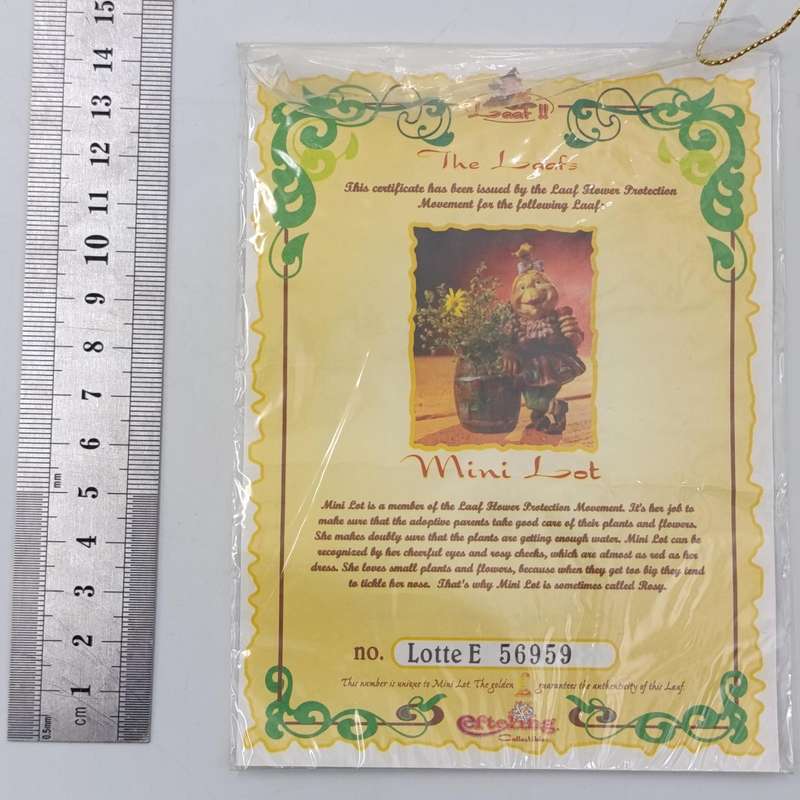 15
14
13
12
11
10
9
8
7
6
mm
5
4
3
2
1
cm
0.5mm
Laaf !!
The Laafs
This certificate has been issued by the Laaf Flower Protection
Movement for the following Laaf:
Mini Lot
Mini Lot is a member of the Laaf Flower Protection Movement. It's her job to
make sure that the adoptive parents take good care of their plants and flowers.
She makes doubly sure that the plants are getting enough water. Mini Lot can be
recognized by her cheerful eyes and rosy cheeks, which are almost as red as her
dress. She loves small plants and flowers, because when they get too big they tend
to tickle her nose. That's why Mini Lot is sometimes called Rosy.
no. Lotte E 56959
This number is unique to Mini Lot. The golden guarantees the authenticity of this Laaf.
efteling
Collectibles